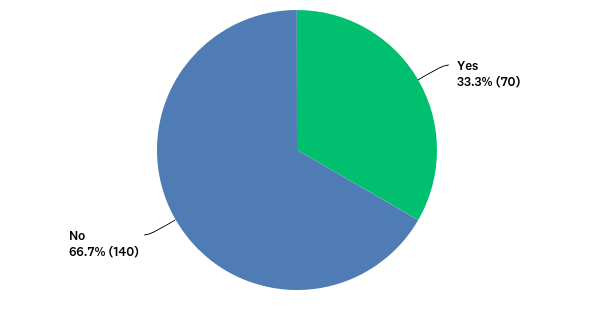 Yes
33.3% (70)
No
66.7% (140)